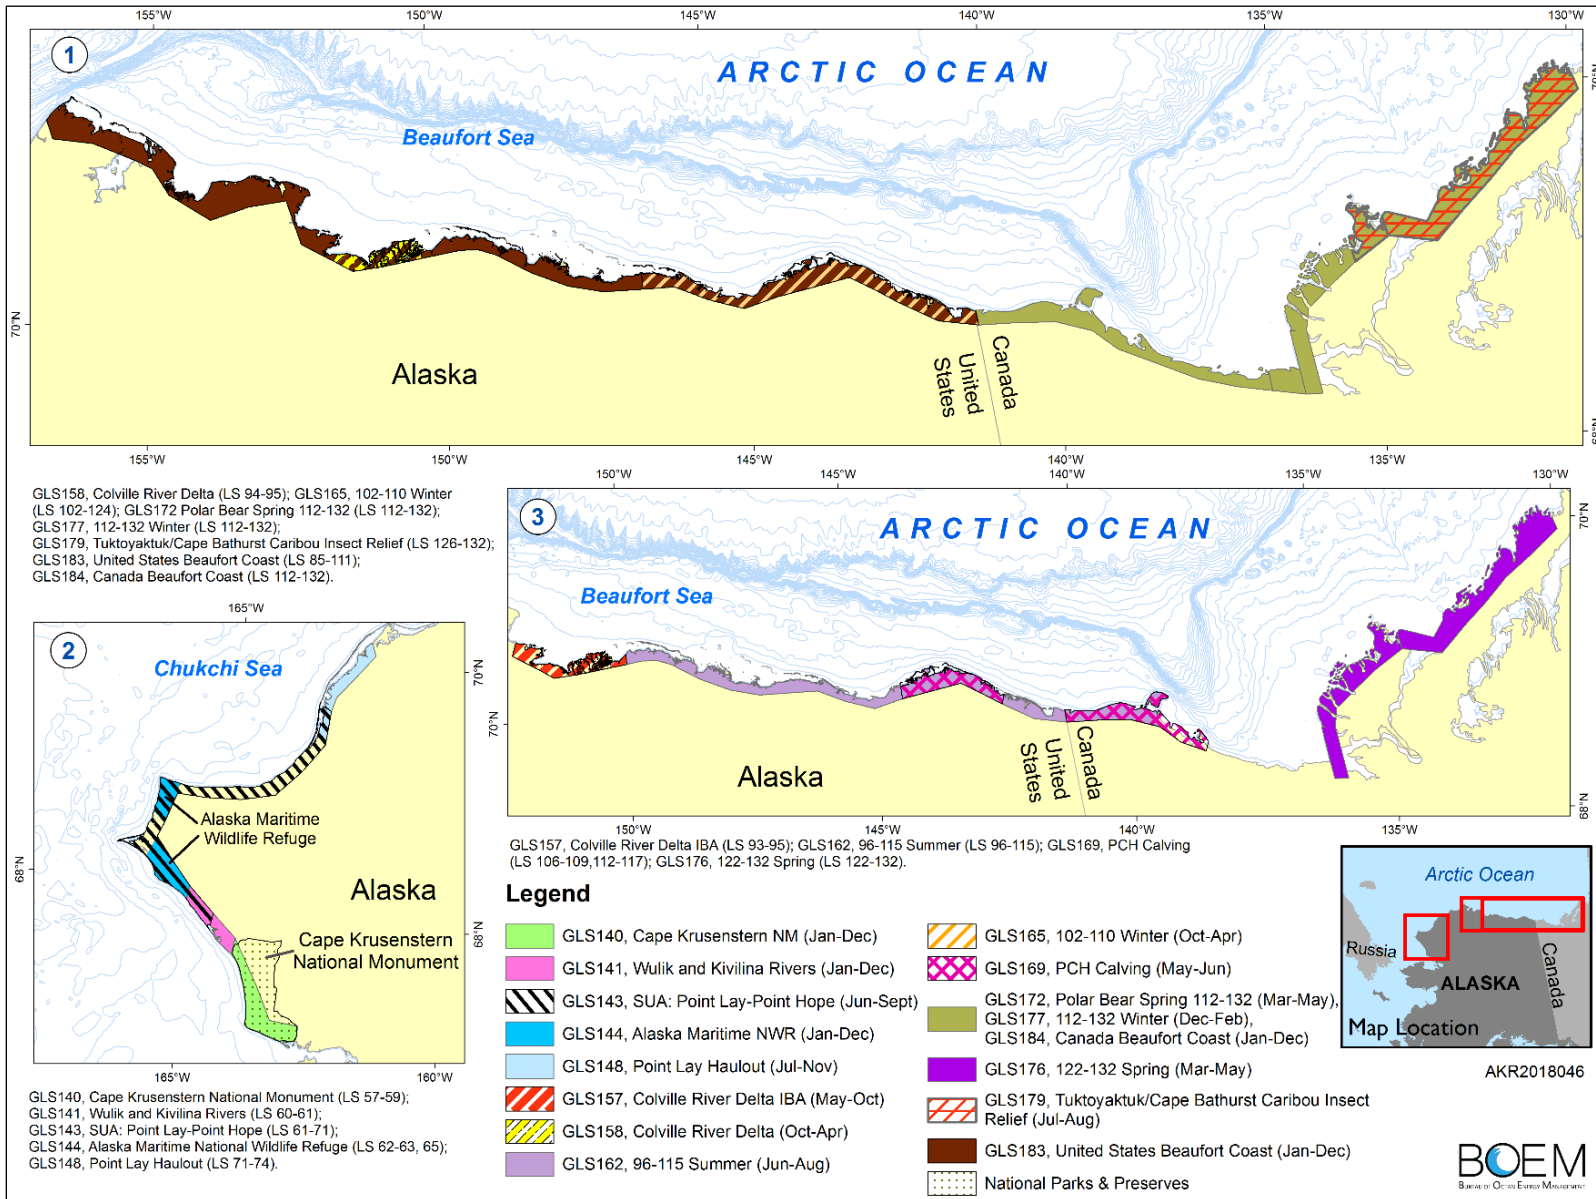 155°W
150°W
145°W
140°W
135°W
130°W
1
ARCTIC OCEAN
Beaufort Sea
70°N
70°N
Alaska
United States
Canada
68°N
155°W
150°W
145°W
140°W
135°W
GLS158, Colville River Delta (LS 94-95); GLS165, 102-110 Winter
(LS 102-124); GLS172 Polar Bear Spring 112-132 (LS 112-132);
GLS177, 112-132 Winter (LS 112-132);
GLS179, Tuktoyaktuk/Cape Bathurst Caribou Insect Relief (LS 126-132);
GLS183, United States Beaufort Coast (LS 85-111);
GLS184, Canada Beaufort Coast (LS 112-132).
150°W
145°W
140°W
135°W
130°W
3
ARCTIC OCEAN
Beaufort Sea
70°N
70°N
Alaska
United States
Canada
68°N
150°W
145°W
140°W
135°W
GLS157, Colville River Delta IBA (LS 93-95); GLS162, 96-115 Summer (LS 96-115); GLS169, PCH Calving
(LS 106-109,112-117); GLS176, 122-132 Spring (LS 122-132).
165°W
2
Chukchi Sea
70°N
Alaska Maritime
Wildlife Refuge
68°N
Alaska
68°N
Cape Krusenstern
National Monument
165°W
160°W
GLS140, Cape Krusenstern National Monument (LS 57-59);
GLS141, Wulik and Kivilina Rivers (LS 60-61);
GLS143, SUA: Point Lay-Point Hope (LS 61-71);
GLS144, Alaska Maritime National Wildlife Refuge (LS 62-63, 65);
GLS148, Point Lay Haulout (LS 71-74).
Legend
GLS140, Cape Krusenstern NM (Jan-Dec)
GLS141, Wulik and Kivilina Rivers (Jan-Dec)
GLS143, SUA: Point Lay-Point Hope (Jun-Sept)
GLS144, Alaska Maritime NWR (Jan-Dec)
GLS148, Point Lay Haulout (Jul-Nov)
GLS157, Colville River Delta IBA (May-Oct)
GLS158, Colville River Delta (Oct-Apr)
GLS162, 96-115 Summer (Jun-Aug)
GLS165, 102-110 Winter (Oct-Apr)
GLS169, PCH Calving (May-Jun)
GLS172, Polar Bear Spring 112-132 (Mar-May),
GLS177, 112-132 Winter (Dec-Feb),
GLS184, Canada Beaufort Coast (Jan-Dec)
GLS176, 122-132 Spring (Mar-May)
GLS179, Tuktoyaktuk/Cape Bathurst Caribou Insect
Relief (Jul-Aug)
GLS183, United States Beaufort Coast (Jan-Dec)
National Parks & Preserves
Arctic Ocean
Russia
ALASKA
Canada
Map Location
AKR2018046
BOEM
BUREAU OF OCEAN ENERGY MANAGEMENT